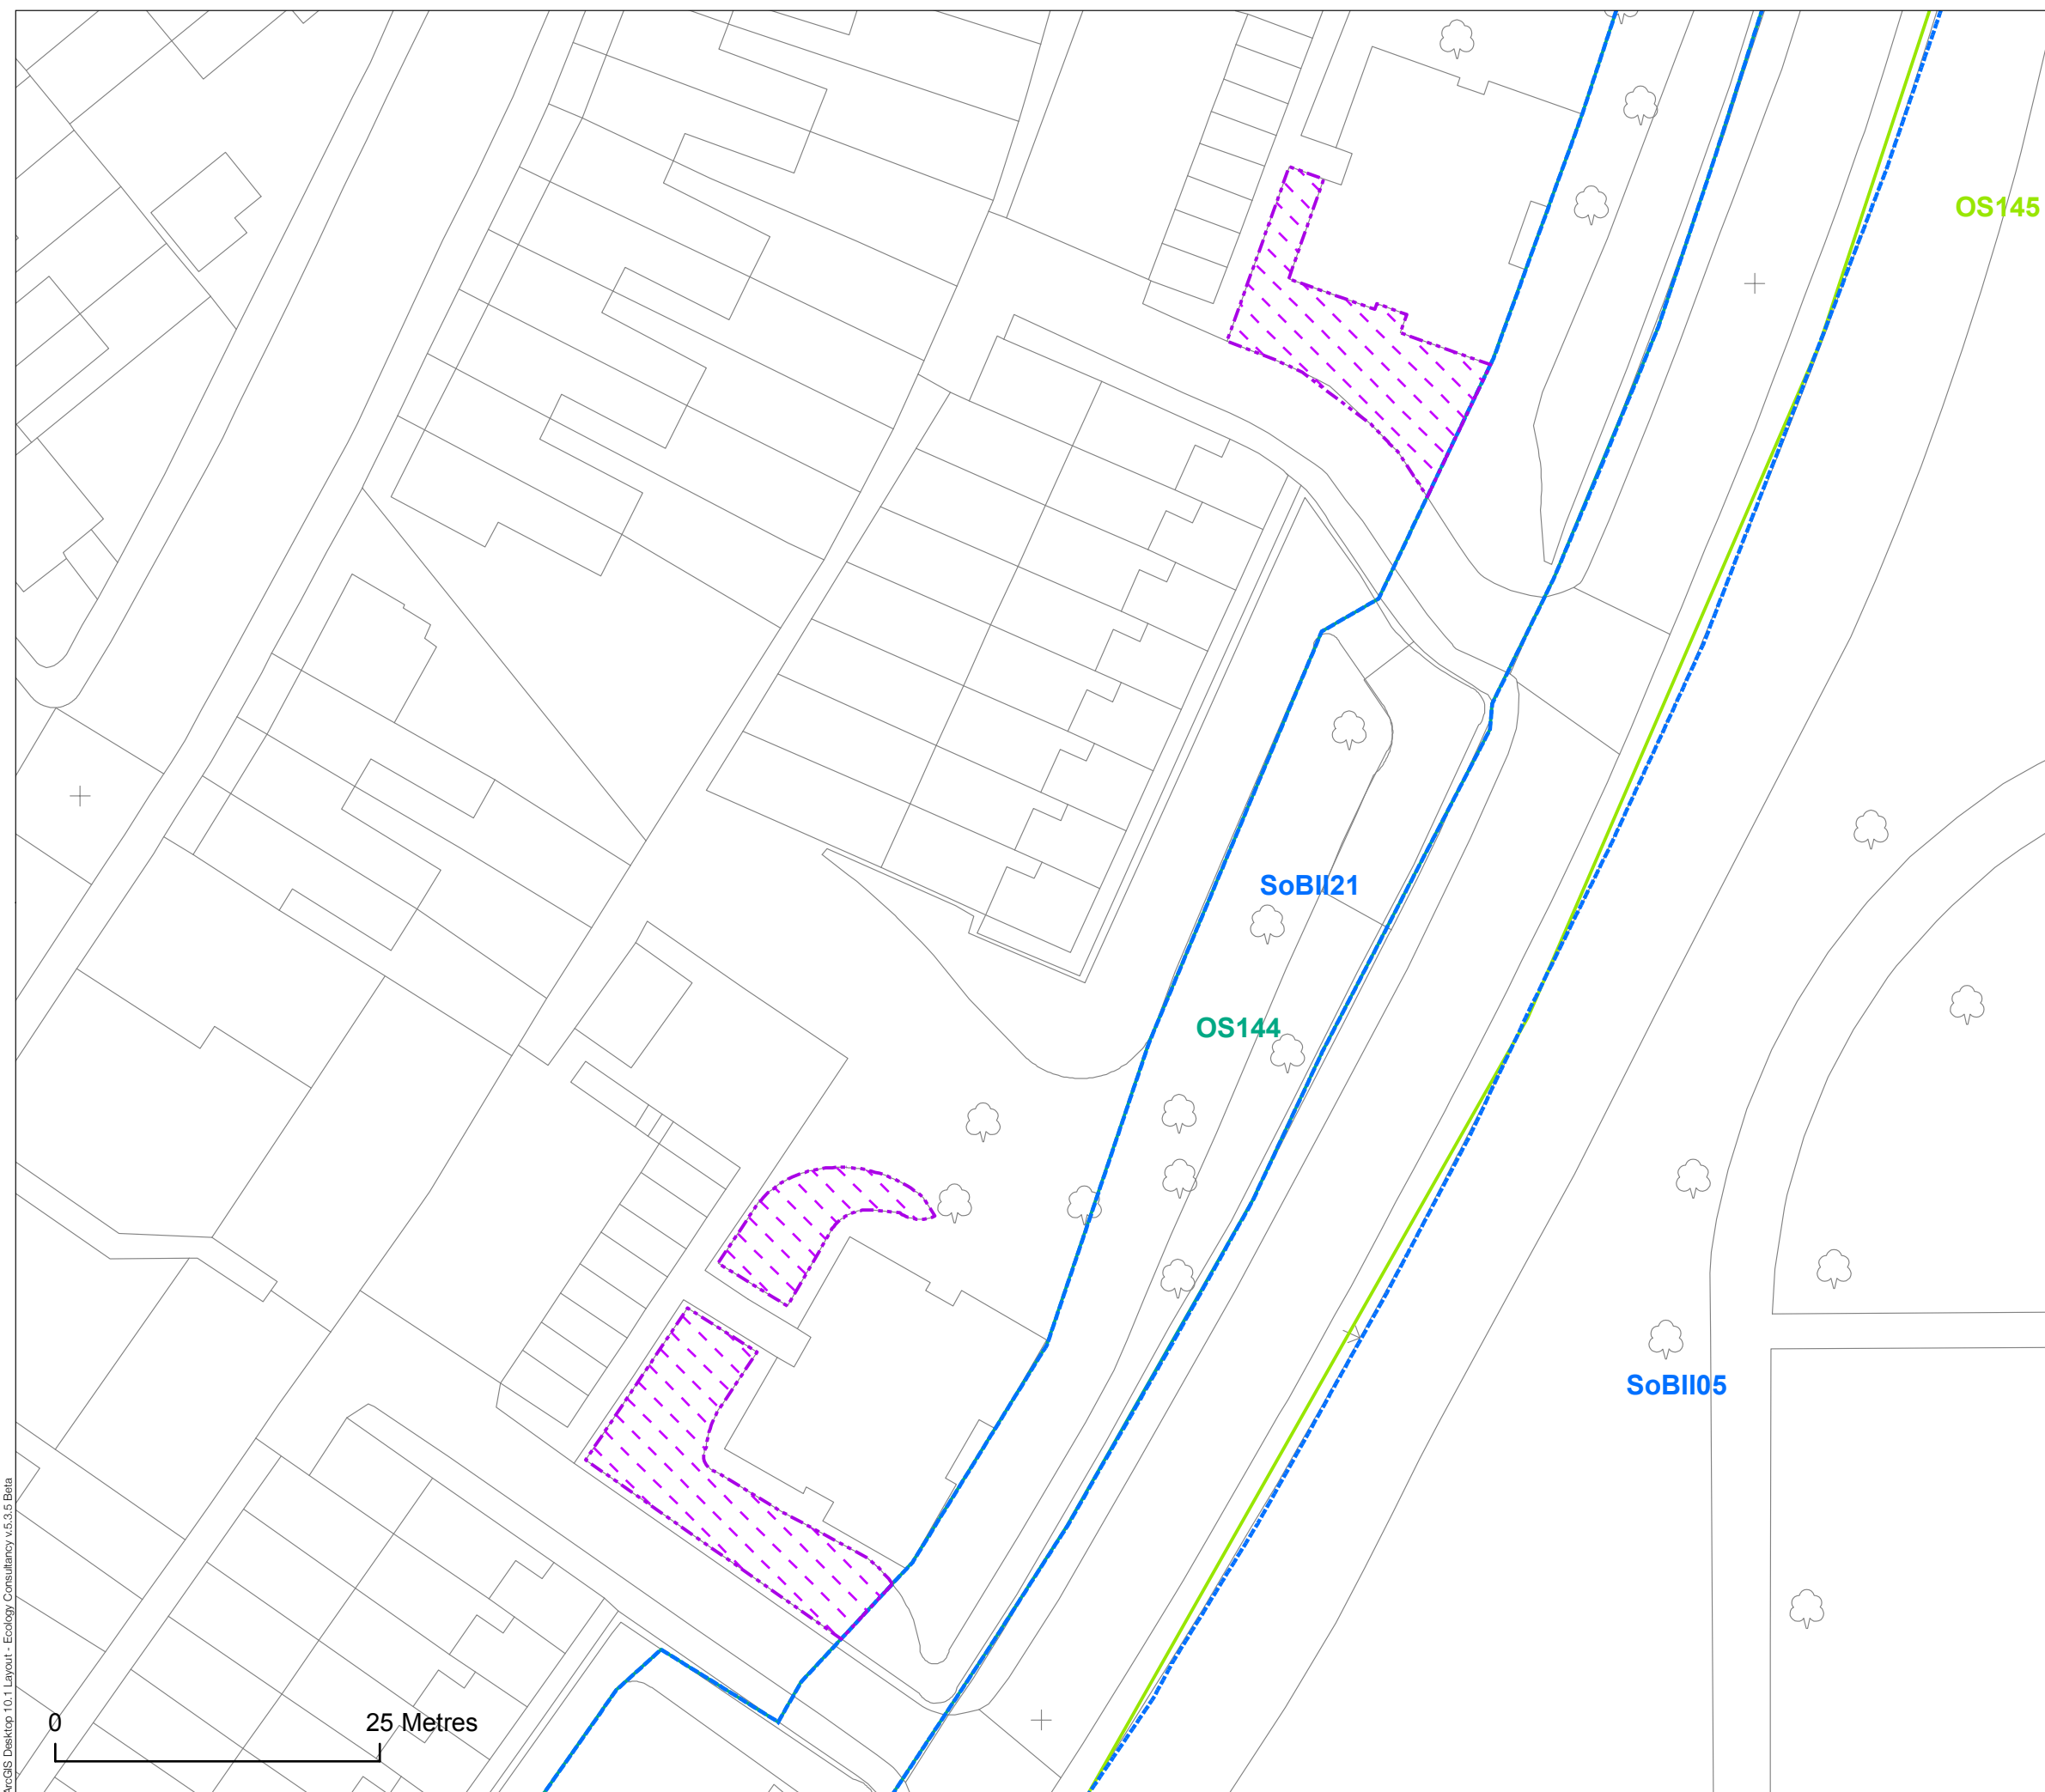 OS145
SoBII21
OS144
SoBII05
0 25 Metres
ArcGIS Desktop 10.1 Layout - Ecology Consultancy v.5.3.5 Beta